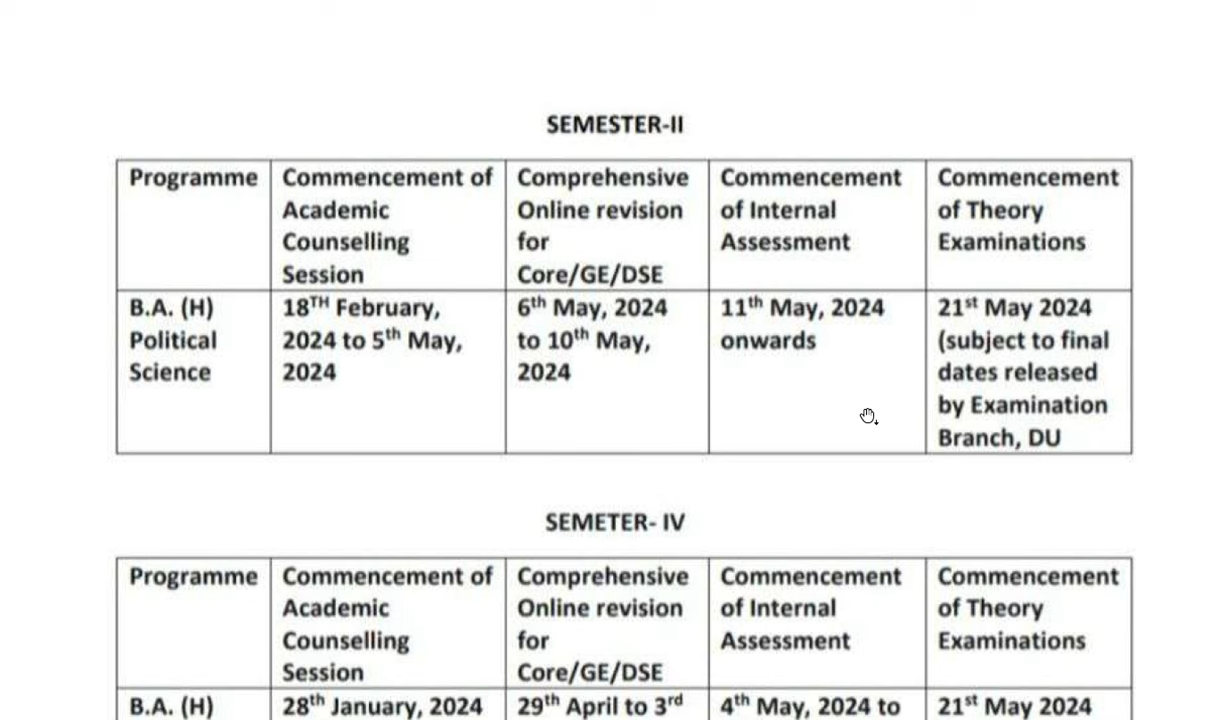 SEMESTER-II
Programme
Commencement of
Academic
Counselling
Session
Comprehensive
Online revision
for
Core/GE/DSE
Commencement
of Internal
Assessment
Commencement
of Theory
Examinations
B.A. (H)
Political
Science
18TH February,
2024 to 5th May,
2024
6th May, 2024
to 10th May,
2024
11th May, 2024
onwards
21st May 2024
(subject to final
dates released
by Examination
Branch, DU
SEMETER- IV
Programme
Commencement of
Academic
Counselling
Session
Comprehensive
Online revision
for
Core/GE/DSE
Commencement
of Internal
Assessment
Commencement
of Theory
Examinations
B.A. (H)
28th January, 2024
29th April to 3rd
4th May, 2024 to
21st May 2024